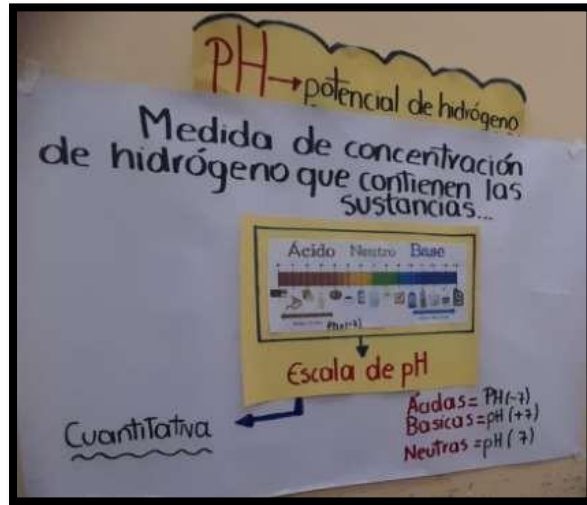 PH→potencial de hidrógeno
Medida de concentración
de hidrógeno que contienen las
sustancias...
Ácido Neutro Base
Escala de pH
Cuantitativa
Ácidas= PH(-7)
Basicas=pH (+7)
Neutras =pH( 7)